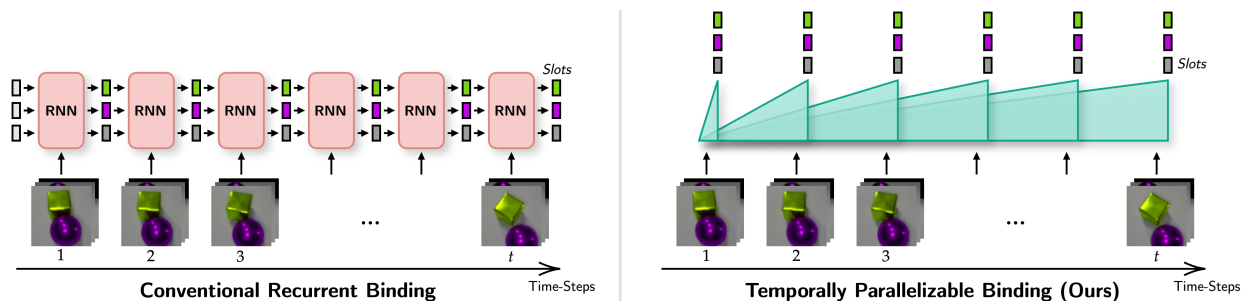 Slots
RNN RNN RNN RNN RNN RNN
...
1 2 3 t
Time-Steps
Conventional Recurrent Binding
Slots
...
1 2 3 t
Time-Steps
Temporally Parallelizable Binding (Ours)